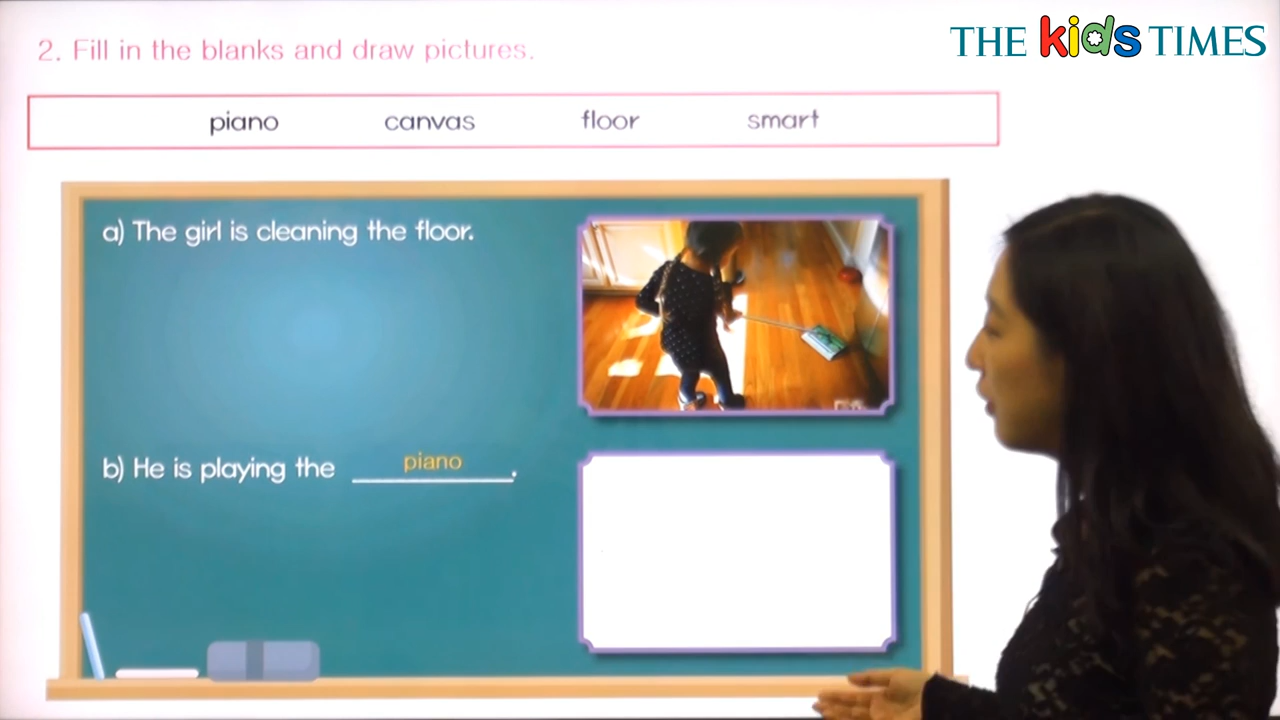 THE kids TIMES
2. Fill in the blanks and draw pictures.
piano canvas floor smart
a) The girl is cleaning the floor.
b) He is playing the piano.